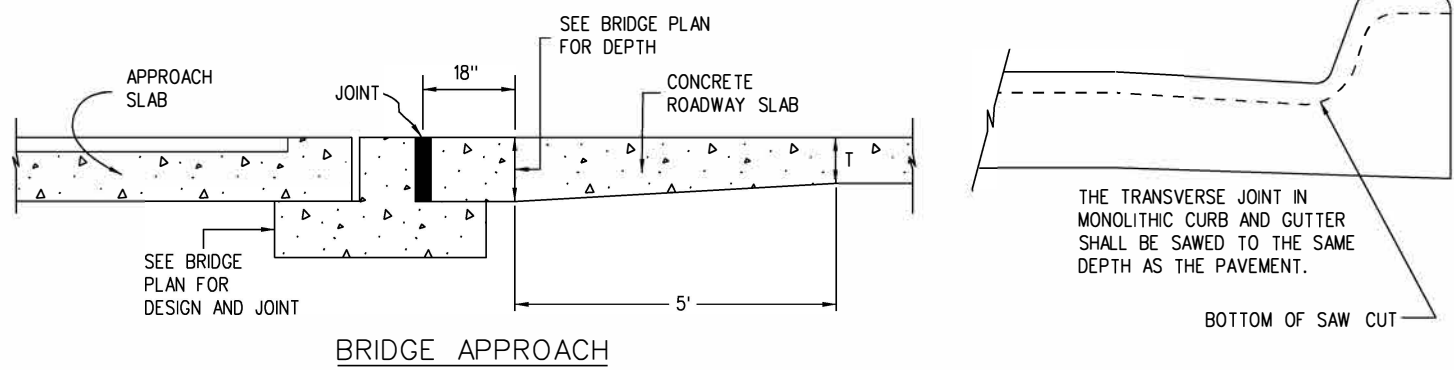 SEE BRIDGE PLAN
FOR DEPTH
APPROACH
SLAB
JOINT
18"
CONCRETE
ROADWAY SLAB
T
SEE BRIDGE
PLAN FOR
DESIGN AND JOINT
5'
BRIDGE APPROACH
THE TRANSVERSE JOINT IN
MONOLITHIC CURB AND GUTTER
SHALL BE SAWED TO THE SAME
DEPTH AS THE PAVEMENT.
BOTTOM OF SAW CUT